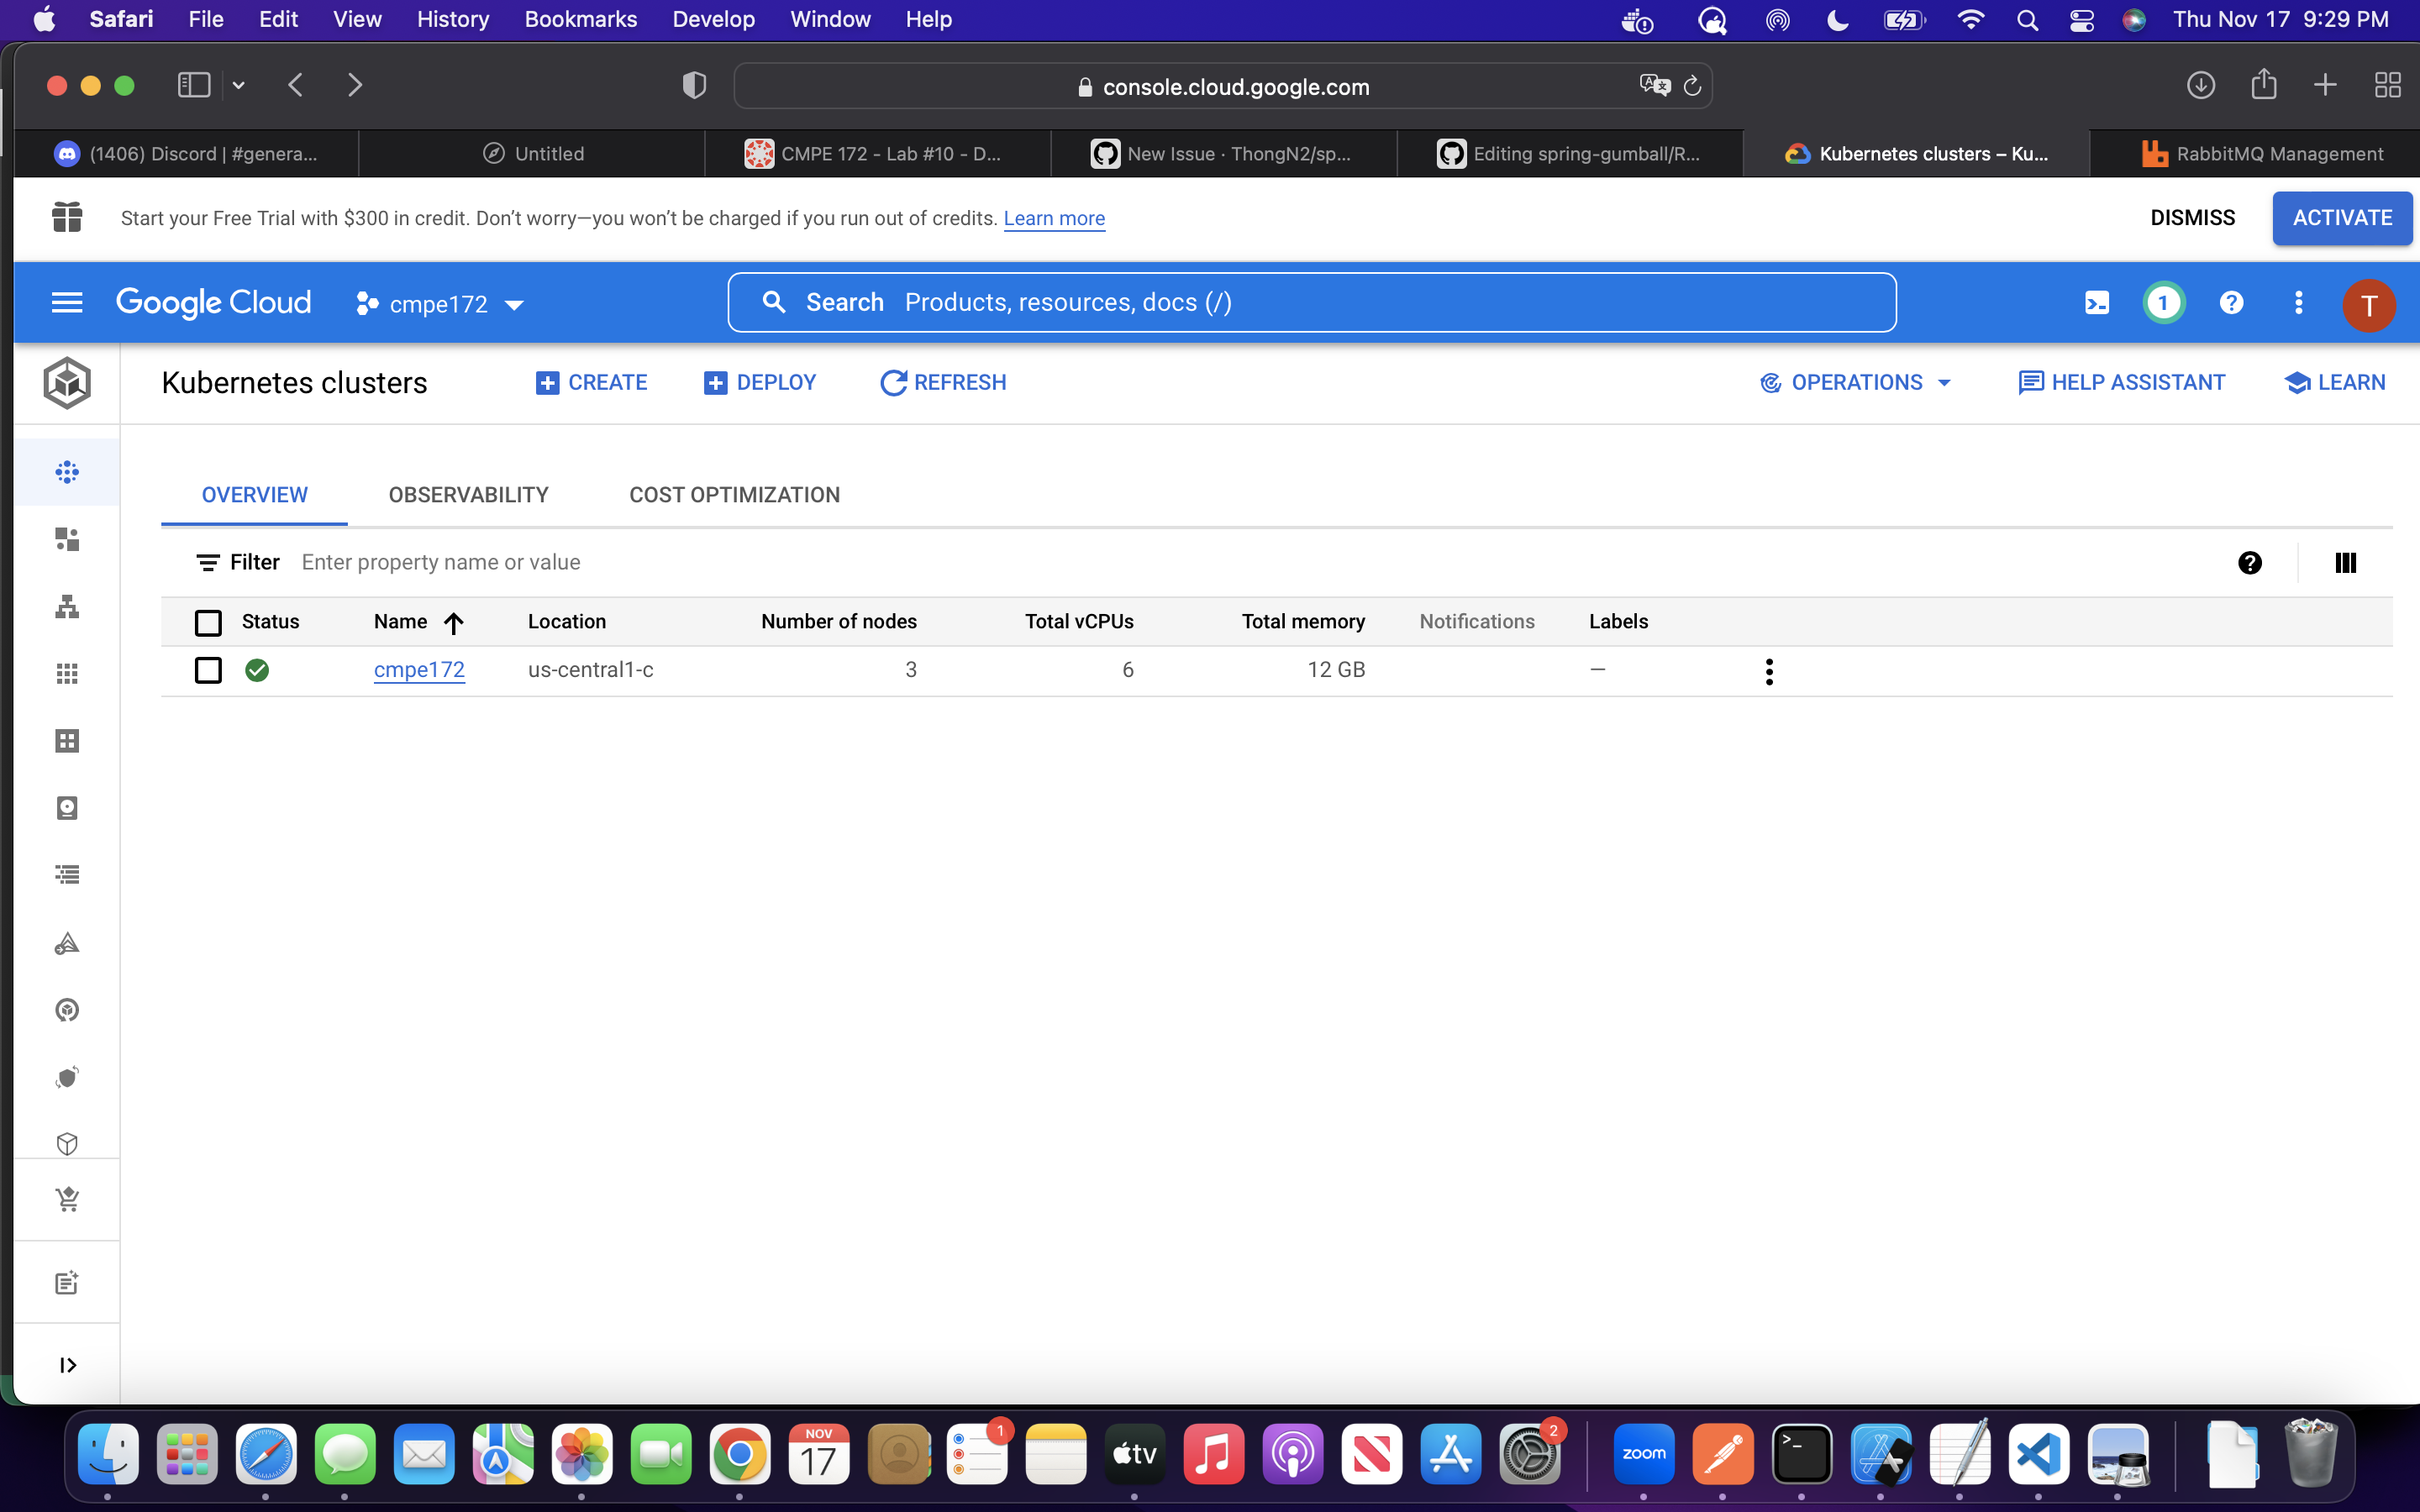 Safari File Edit View History Bookmarks Develop Window Help Thu Nov 17 9:29 PM
console.cloud.google.com
(1406) Discord | #genera... Untitled CMPE 172 - Lab #10 - D... New Issue · ThongN2/sp... Editing spring-gumball/R... Kubernetes clusters – Ku... RabbitMQ Management
Start your Free Trial with $300 in credit. Don’t worry—you won’t be charged if you run out of credits. Learn more DISMISS ACTIVATE
Google Cloud cmpe172 Search Products, resources, docs (/) 1 ? T
Kubernetes clusters CREATE DEPLOY REFRESH OPERATIONS HELP ASSISTANT LEARN
OVERVIEW OBSERVABILITY COST OPTIMIZATION
Filter Enter property name or value ?
Status Name Location Number of nodes Total vCPUs Total memory Notifications Labels
cmpe172 us-central1-c 3 6 12 GB —
NOV
17
1
tv
2
zoom
>_